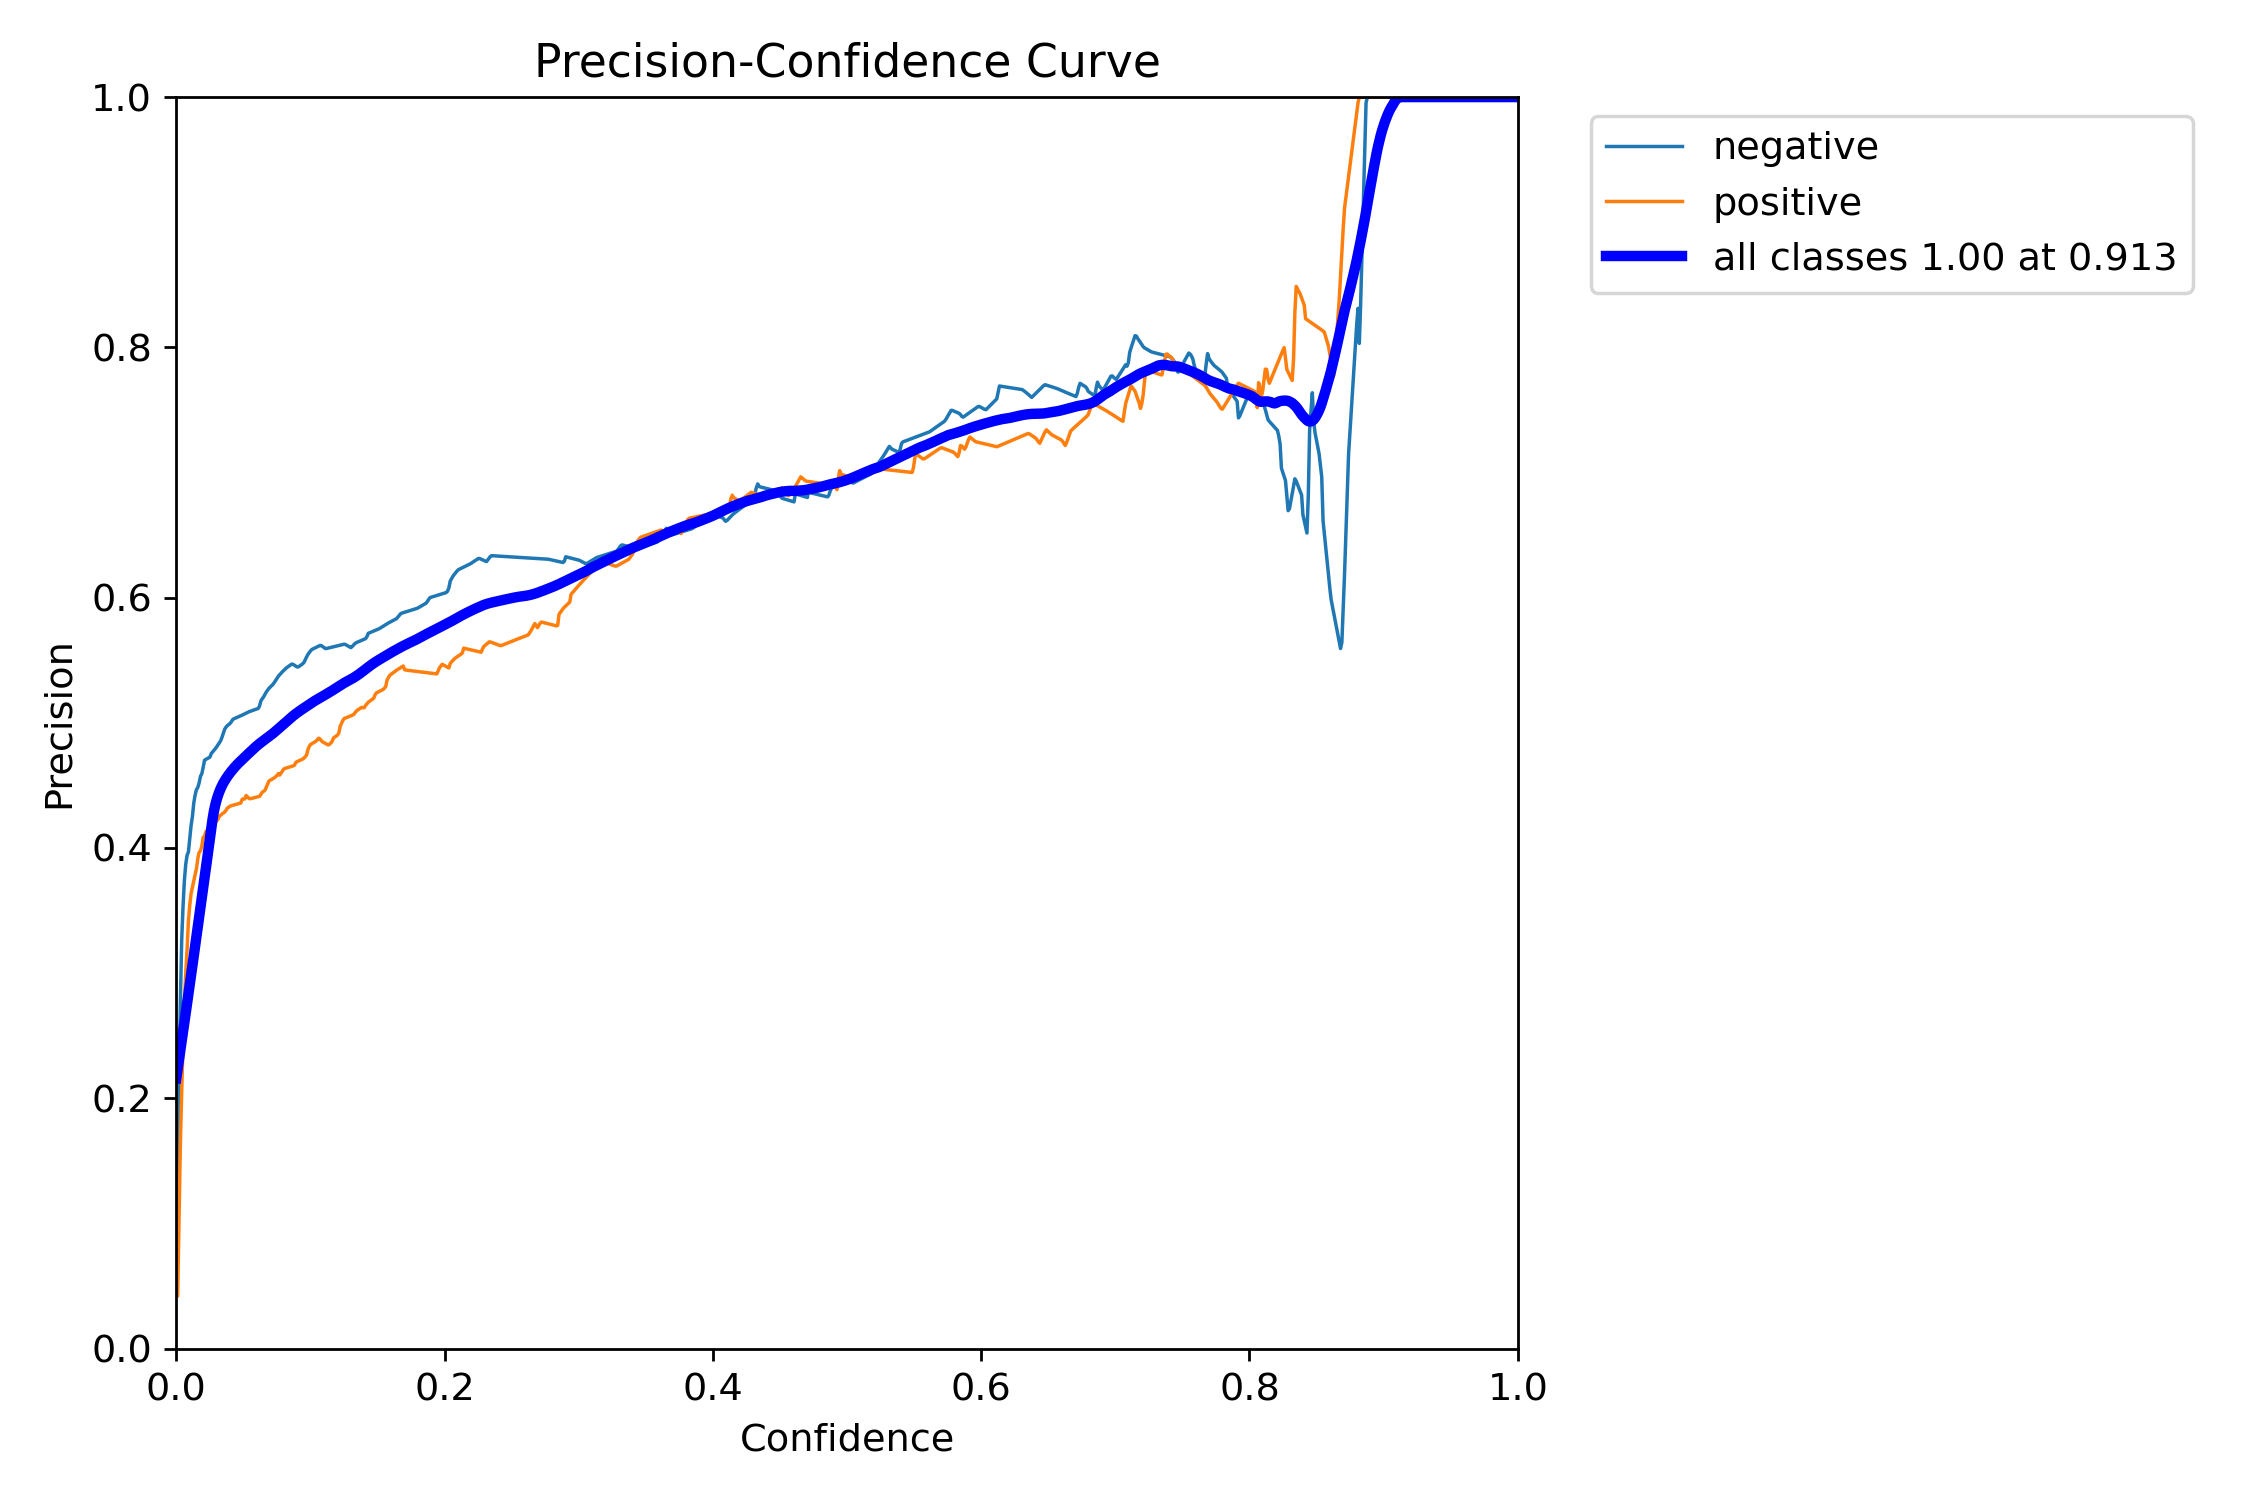 Precision-Confidence Curve
1.0
0.8
0.6
0.4
0.2
0.0
Precision
0.0 0.2 0.4 0.6 0.8 1.0
Confidence
negative
positive
all classes 1.00 at 0.913